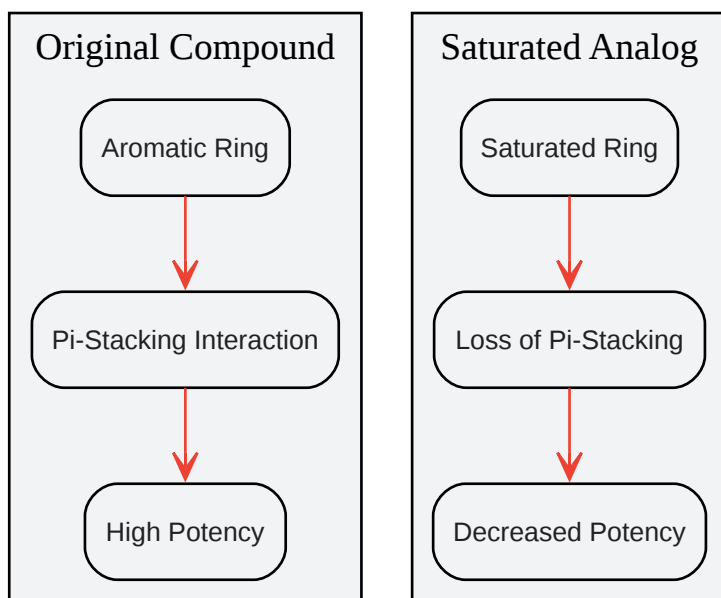 Original Compound
Aromatic Ring
Pi-Stacking Interaction
High Potency
Saturated Analog
Saturated Ring
Loss of Pi-Stacking
Decreased Potency